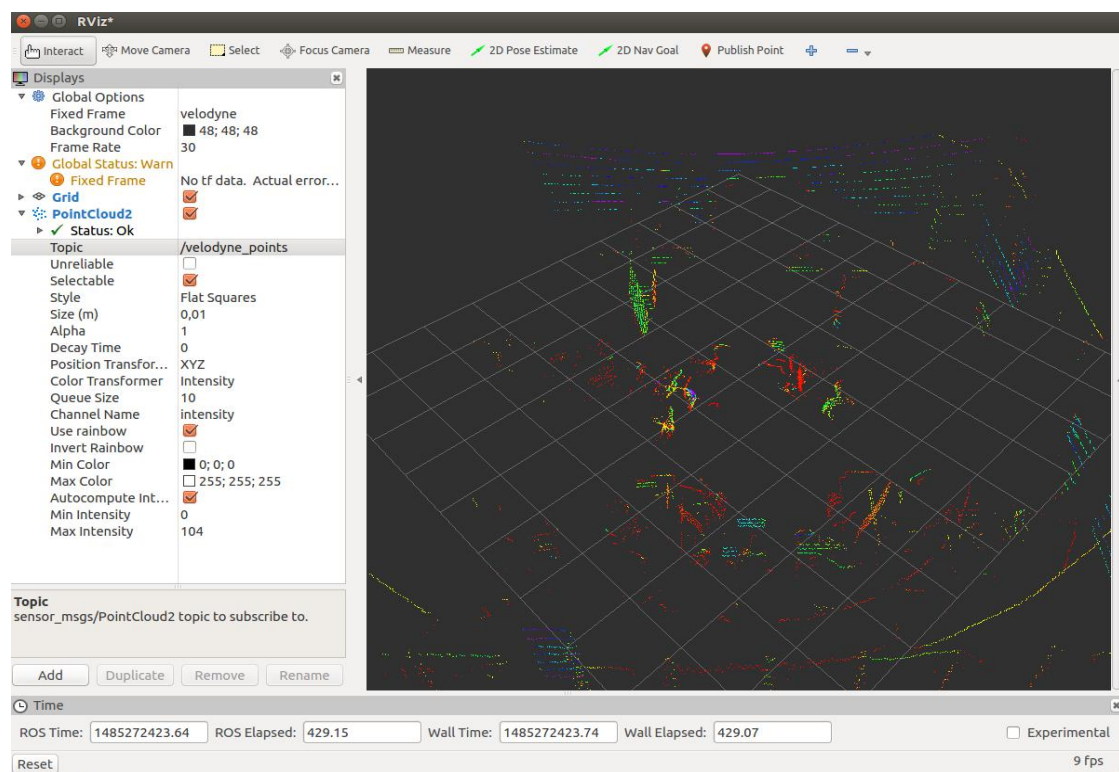 RViz*
Interact Move Camera Select Focus Camera Measure 2D Pose Estimate 2D Nav Goal Publish Point
Displays
Global Options
Fixed Frame velodyne
Background Color 48; 48; 48
Frame Rate 30
Global Status: Warn
Fixed Frame No tf data. Actual error...
Grid
PointCloud2
Status: Ok
Topic /velodyne_points
Unreliable
Selectable
Style Flat Squares
Size (m) 0,01
Alpha 1
Decay Time 0
Position Transfor... XYZ
Color Transformer Intensity
Queue Size 10
Channel Name intensity
Use rainbow
Invert Rainbow
Min Color 0; 0; 0
Max Color 255; 255; 255
Autocompute Int...
Min Intensity 0
Max Intensity 104
Topic
sensor_msgs/PointCloud2 topic to subscribe to.
Add Duplicate Remove Rename
Time
ROS Time: 1485272423.64 ROS Elapsed: 429.15 Wall Time: 1485272423.74 Wall Elapsed: 429.07 Experimental
Reset 9 fps